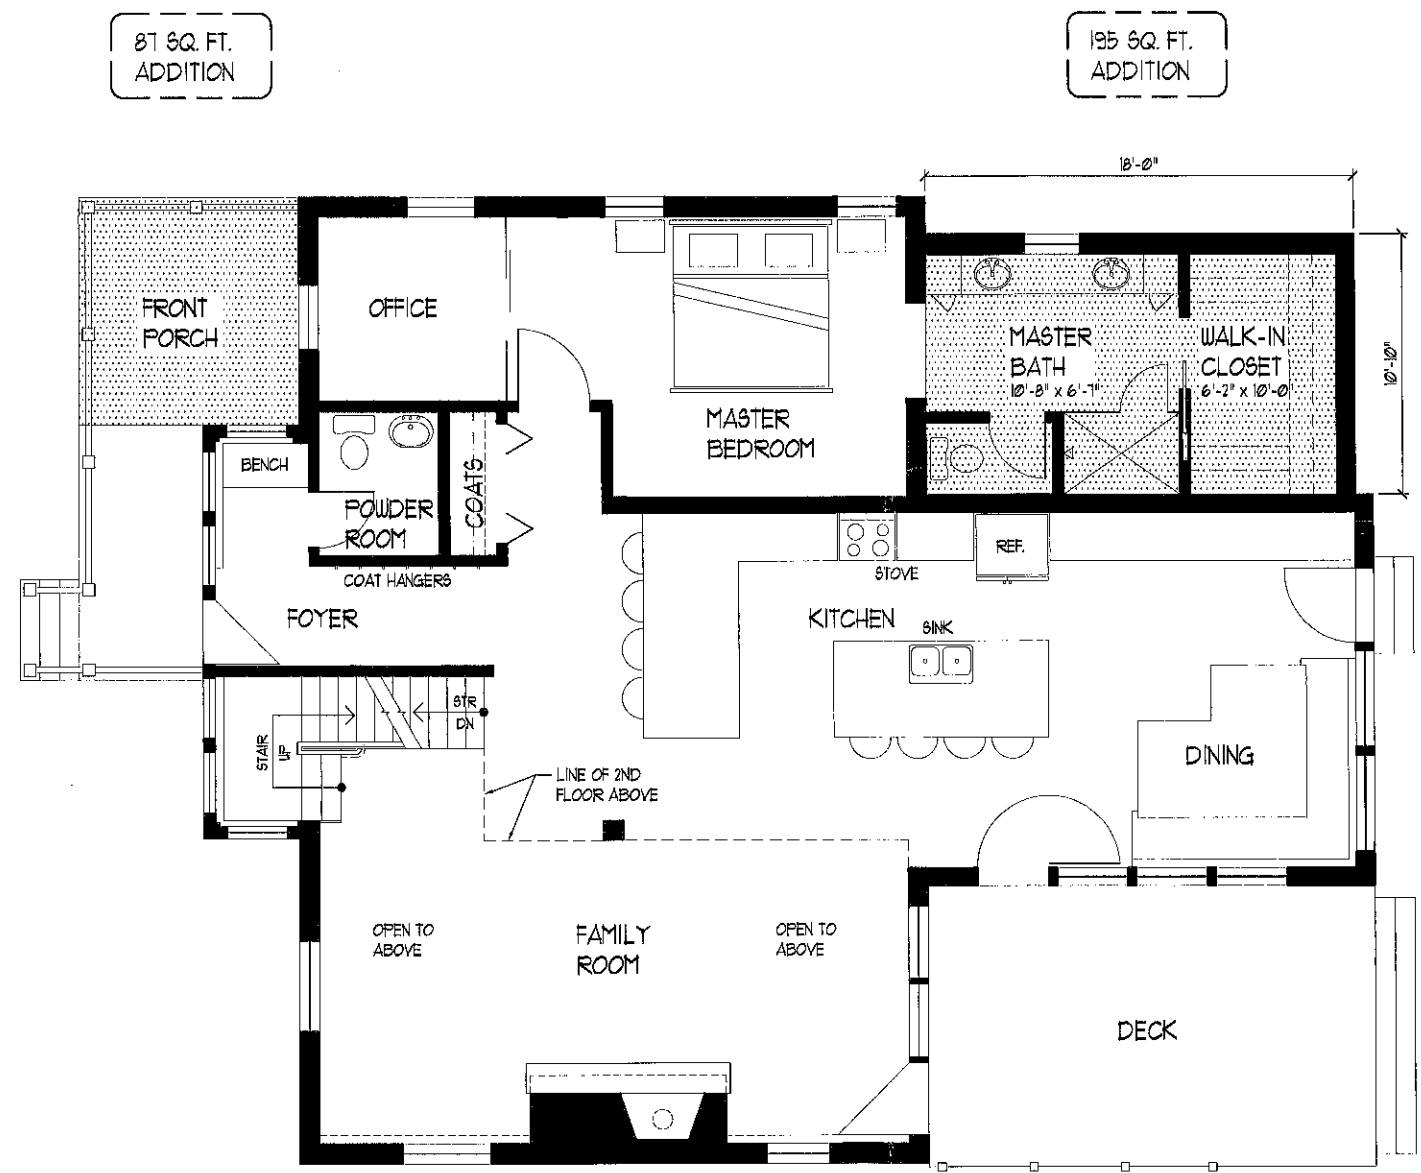 87 SQ. FT.
ADDITION
195 SQ. FT.
ADDITION
18'-0"
10'-10"
FRONT
PORCH
OFFICE
MASTER
BEDROOM
MASTER
BATH
10'-8" x 6'-7"
WALK-IN
CLOSET
6'-2" x 10'-0"
BENCH
POWDER
ROOM
COATS
COAT HANGERS
FOYER
STOVE
REF.
KITCHEN
SINK
STR
DN
STAIR
UP
LINE OF 2ND
FLOOR ABOVE
DINING
OPEN TO
ABOVE
FAMILY
ROOM
OPEN TO
ABOVE
DECK